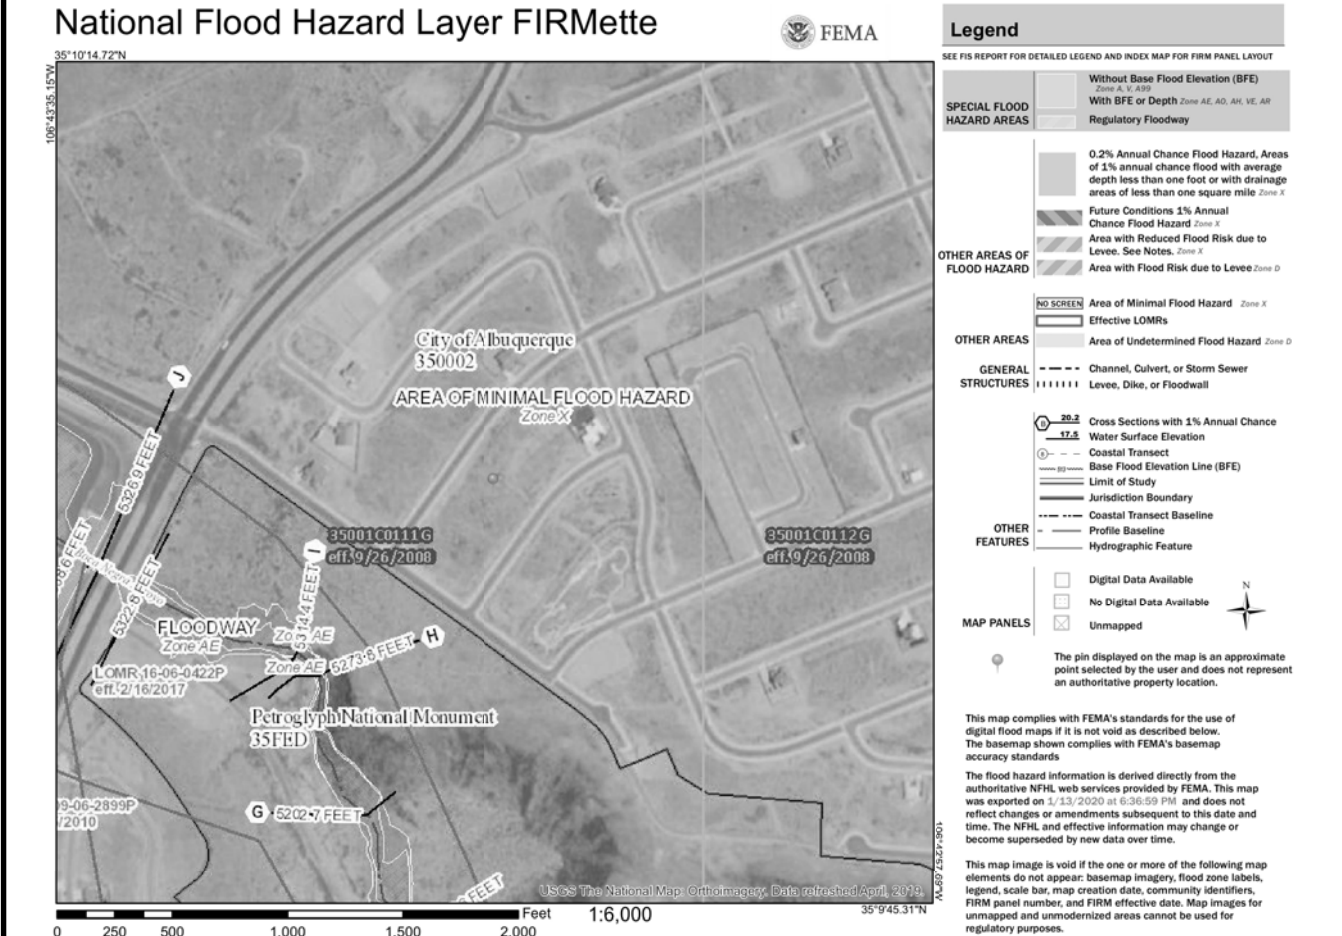 National Flood Hazard Layer FIRMette
FEMA
35°10'14.72"N
106°43'35.15"W
City of Albuquerque
350002
AREA OF MINIMAL FLOOD HAZARD
Zone X
J
5326.9 FEET
35001C0111G
eff. 9/26/2008
35001C0112G
eff. 9/26/2008
I
5322.8 FEET
5314.4 FEET
FLOODWAY
Zone AE
Zone AE
H
5273.8 FEET
Zone AE
LOMR 16-06-0422P
eff. 2/16/2017
Petroglyph National Monument
35FED
09-06-2899P
/2010
G
5202.7 FEET
FEET
USGS The National Map: Orthoimagery. Data refreshed April, 2019.
106°42'57.69"W
35°9'45.31"N
0 250 500 1,000 1,500 2,000
Feet
1:6,000
Legend
SEE FIS REPORT FOR DETAILED LEGEND AND INDEX MAP FOR FIRM PANEL LAYOUT
SPECIAL FLOOD
HAZARD AREAS
Without Base Flood Elevation (BFE)
Zone A, V, A99
With BFE or Depth Zone AE, AO, AH, VE, AR
Regulatory Floodway
0.2% Annual Chance Flood Hazard, Areas
of 1% annual chance flood with average
depth less than one foot or with drainage
areas of less than one square mile Zone X
Future Conditions 1% Annual
Chance Flood Hazard Zone X
Area with Reduced Flood Risk due to
Levee. See Notes. Zone X
Area with Flood Risk due to Levee Zone D
OTHER AREAS OF
FLOOD HAZARD
NO SCREEN Area of Minimal Flood Hazard Zone X
Effective LOMRs
Area of Undetermined Flood Hazard Zone D
OTHER AREAS
GENERAL
STRUCTURES
Channel, Culvert, or Storm Sewer
Levee, Dike, or Floodwall
B 20.2 Cross Sections with 1% Annual Chance
17.5 Water Surface Elevation
8 Coastal Transect
Base Flood Elevation Line (BFE)
Limit of Study
Jurisdiction Boundary
Coastal Transect Baseline
Profile Baseline
Hydrographic Feature
OTHER
FEATURES
Digital Data Available
No Digital Data Available
Unmapped
MAP PANELS
N
The pin displayed on the map is an approximate
point selected by the user and does not represent
an authoritative property location.
This map complies with FEMA's standards for the use of
digital flood maps if it is not void as described below.
The basemap shown complies with FEMA's basemap
accuracy standards
The flood hazard information is derived directly from the
authoritative NFHL web services provided by FEMA. This map
was exported on 1/13/2020 at 6:36:59 PM and does not
reflect changes or amendments subsequent to this date and
time. The NFHL and effective information may change or
become superseded by new data over time.
This map image is void if the one or more of the following map
elements do not appear: basemap imagery, flood zone labels,
legend, scale bar, map creation date, community identifiers,
FIRM panel number, and FIRM effective date. Map images for
unmapped and unmodernized areas cannot be used for
regulatory purposes.